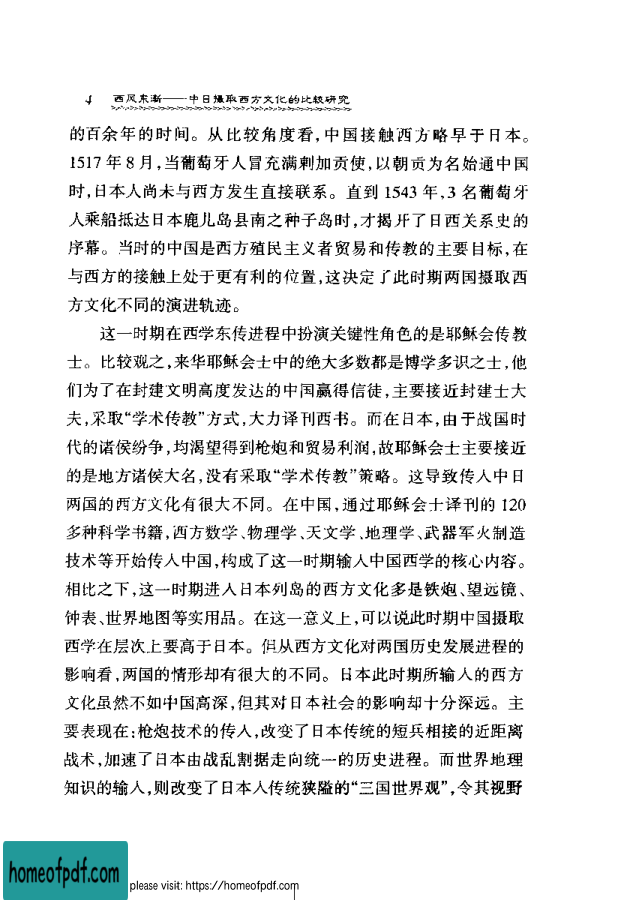 4 西风东渐——中日摄取西方文化的比较研究
的百余年的时间。从比较角度看,中国接触西方略早于日本。
1517 年 8 月,当葡萄牙人冒充满剌加贡使,以朝贡为名始通中国
时,日本人尚未与西方发生直接联系。直到 1543 年,3 名葡萄牙
人乘船抵达日本鹿儿岛县南之种子岛时,才揭开了日西关系史的
序幕。当时的中国是西方殖民主义者贸易和传教的主要目标,在
与西方的接触上处于更有利的位置,这决定了此时期两国摄取西
方文化不同的演进轨迹。
这一时期在西学东传进程中扮演关键性角色的是耶稣会传教
士。比较观之,来华耶稣会士中的绝大多数都是博学多识之士,他
们为了在封建文明高度发达的中国赢得信徒,主要接近封建士大
夫,采取“学术传教”方式,大力译刊西书。而在日本,由于战国时
代的诸侯纷争,均渴望得到枪炮和贸易利润,故耶稣会士主要接近
的是地方诸侯大名,没有采取“学术传教”策略。这导致传入中日
两国的西方文化有很大不同。在中国,通过耶稣会士译刊的 120
多种科学书籍,西方数学、物理学、天文学、地理学、武器军火制造
技术等开始传入中国,构成了这一时期输入中国西学的核心内容。
相比之下,这一时期进入日本列岛的西方文化多是铁炮、望远镜、
钟表、世界地图等实用品。在这一意义上,可以说此时期中国摄取
西学在层次上要高于日本。但从西方文化对两国历史发展进程的
影响看,两国的情形却有很大的不同。日本此时期所输入的西方
文化虽然不如中国高深,但其对日本社会的影响却十分深远。主
要表现在:枪炮技术的传入,改变了日本传统的短兵相接的近距离
战术,加速了日本由战乱割据走向统一的历史进程。而世界地理
知识的输入,则改变了日本人传统狭隘的“三国世界观”,令其视野
homeofpdf.com
please visit: https://homeofpdf.com